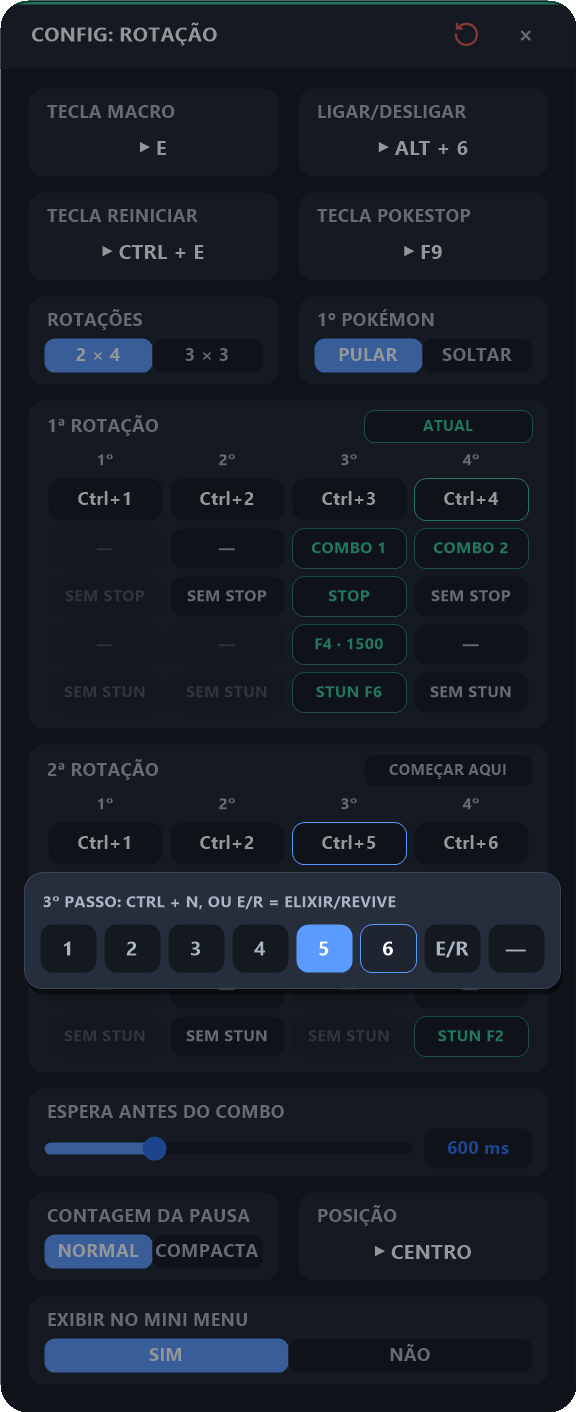 CONFIG: ROTAÇÃO ×
TECLA MACRO LIGAR/DESLIGAR
▸ E ▸ ALT + 6
TECLA REINICIAR TECLA POKESTOP
▸ CTRL + E ▸ F9
ROTAÇÕES 1º POKÉMON
2 × 4 3 × 3 PULAR SOLTAR
1ª ROTAÇÃO ATUAL
1º 2º 3º 4º
Ctrl+1 Ctrl+2 Ctrl+3 Ctrl+4
— — COMBO 1 COMBO 2
SEM STOP SEM STOP STOP SEM STOP
— — F4 · 1500 —
SEM STUN SEM STUN STUN F6 SEM STUN
2ª ROTAÇÃO COMEÇAR AQUI
1º 2º 3º 4º
Ctrl+1 Ctrl+2 Ctrl+5 Ctrl+6
3º PASSO: CTRL + N, OU E/R = ELIXIR/REVIVE
1 2 3 4 5 6 E/R —
SEM STUN SEM STUN SEM STUN STUN F2
ESPERA ANTES DO COMBO
600 ms
CONTAGEM DA PAUSA POSIÇÃO
NORMAL COMPACTA ▸ CENTRO
EXIBIR NO MINI MENU
SIM NÃO